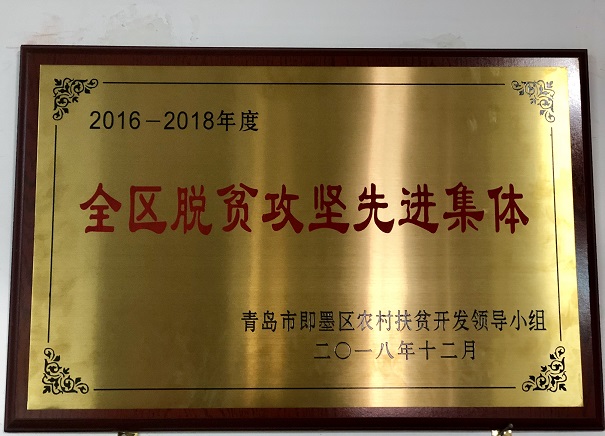 2016-2018年度
全区脱贫攻坚先进集体
青岛市即墨区农村扶贫开发领导小组
二〇一八年十二月